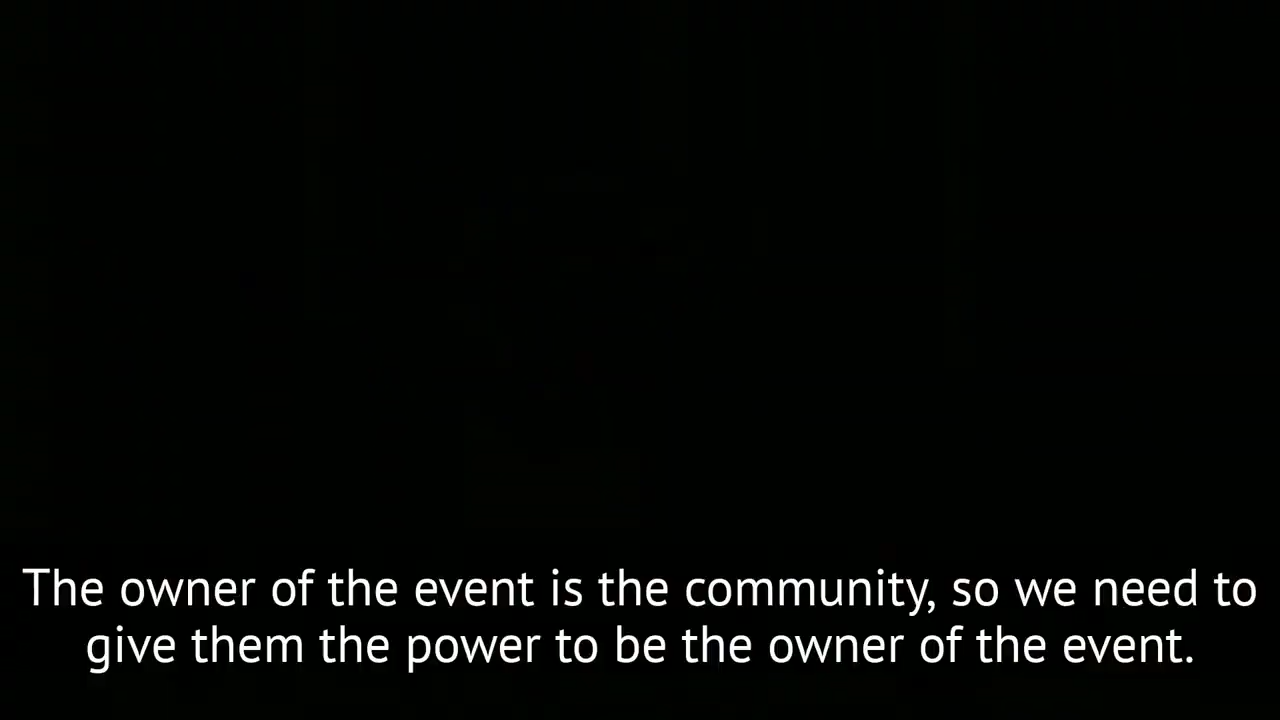 The owner of the event is the community, so we need to
give them the power to be the owner of the event.